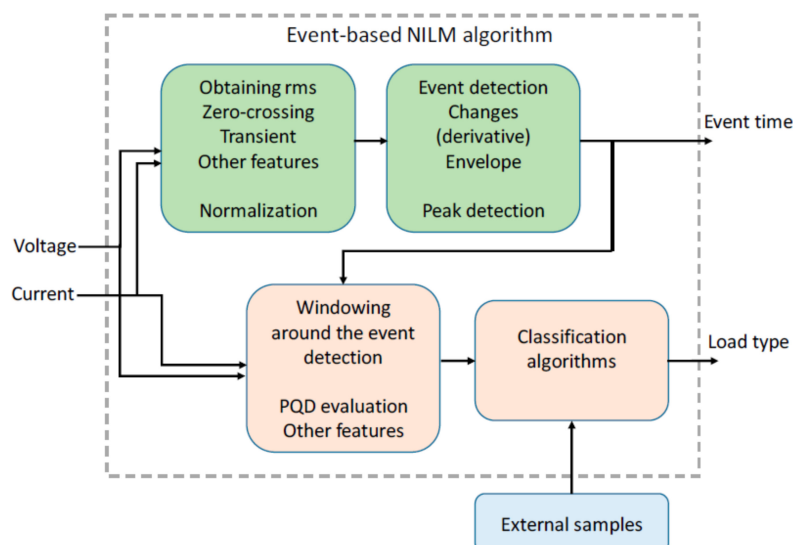 Event-based NILM algorithm
Obtaining rms
Zero-crossing
Transient
Other features
Normalization
Event detection
Changes
(derivative)
Envelope
Peak detection
Event time
Voltage
Current
Windowing
around the event
detection
PQD evaluation
Other features
Classification
algorithms
Load type
External samples